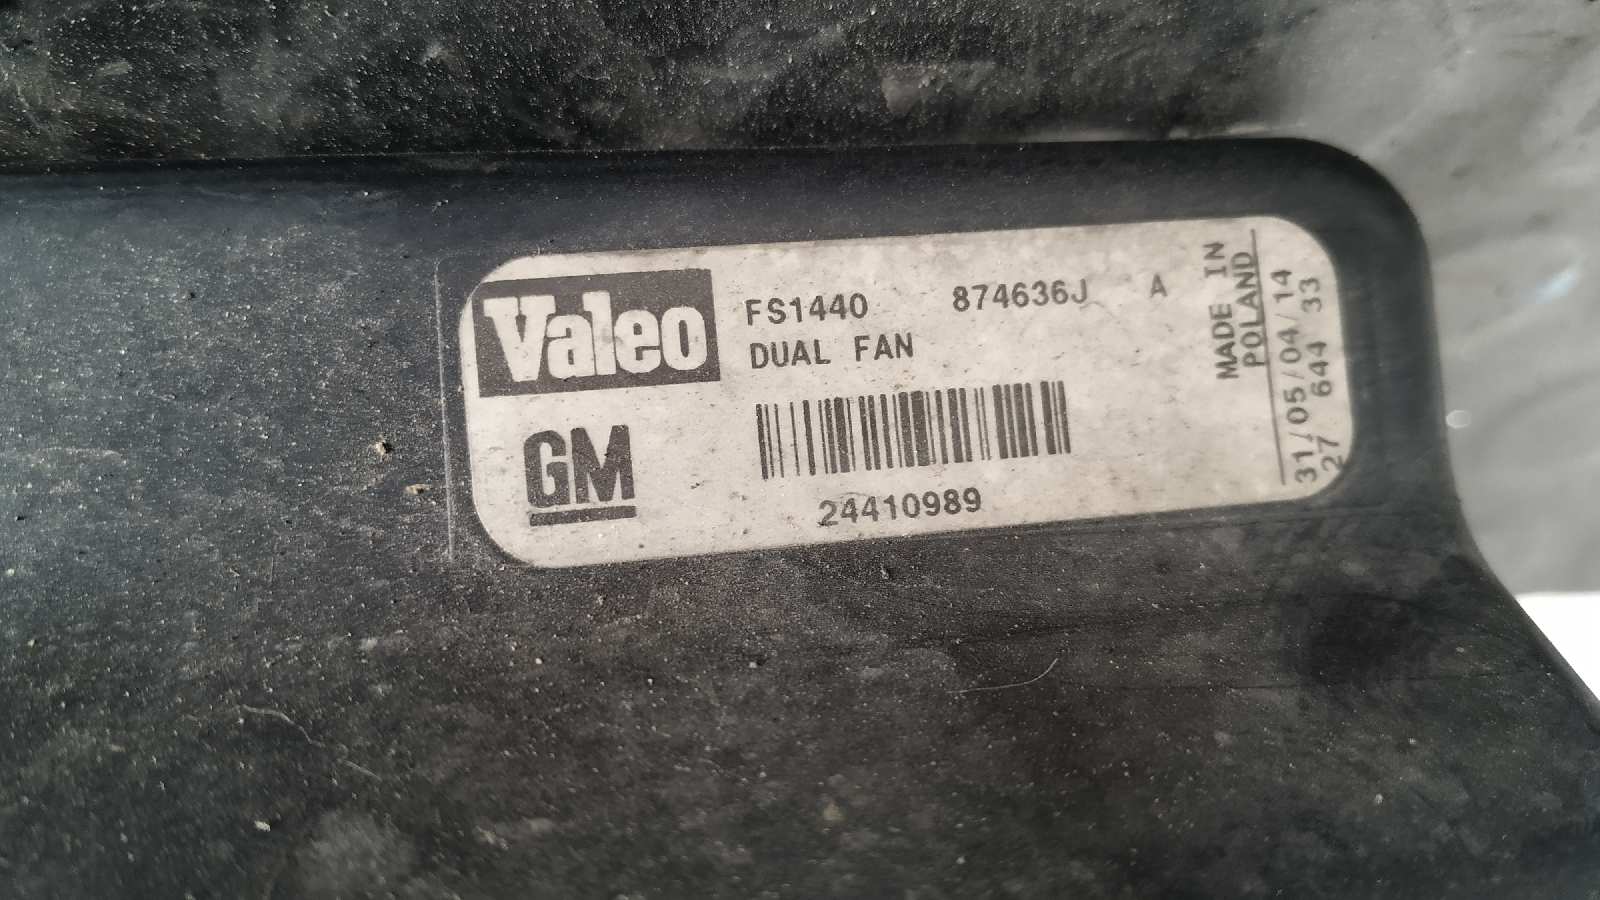 Valeo
FS1440 874636J A
DUAL FAN
GM
24410989
MADE IN
POLAND
31/05/04/14
27 644 33